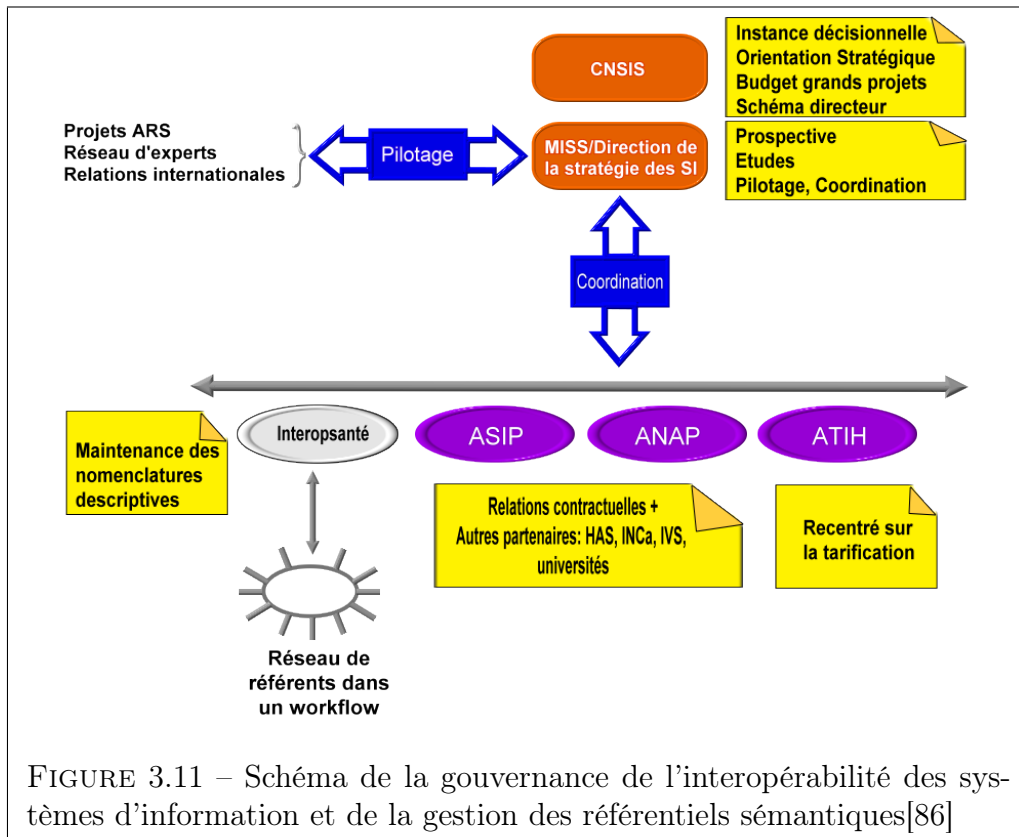 CNSIS
Instance décisionnelle
Orientation Stratégique
Budget grands projets
Schéma directeur
Projets ARS
Réseau d'experts
Relations internationales
Pilotage
MISS/Direction de
la stratégie des SI
Prospective
Etudes
Pilotage, Coordination
Coordination
Maintenance des
nomenclatures
descriptives
Interopsanté
ASIP
ANAP
ATIH
Relations contractuelles +
Autres partenaires: HAS, INCa, IVS,
universités
Recentré sur
la tarification
Réseau de
référents dans
un workflow
FIGURE 3.11 – Schéma de la gouvernance de l'interopérabilité des sys-
tèmes d'information et de la gestion des référentiels sémantiques[86]